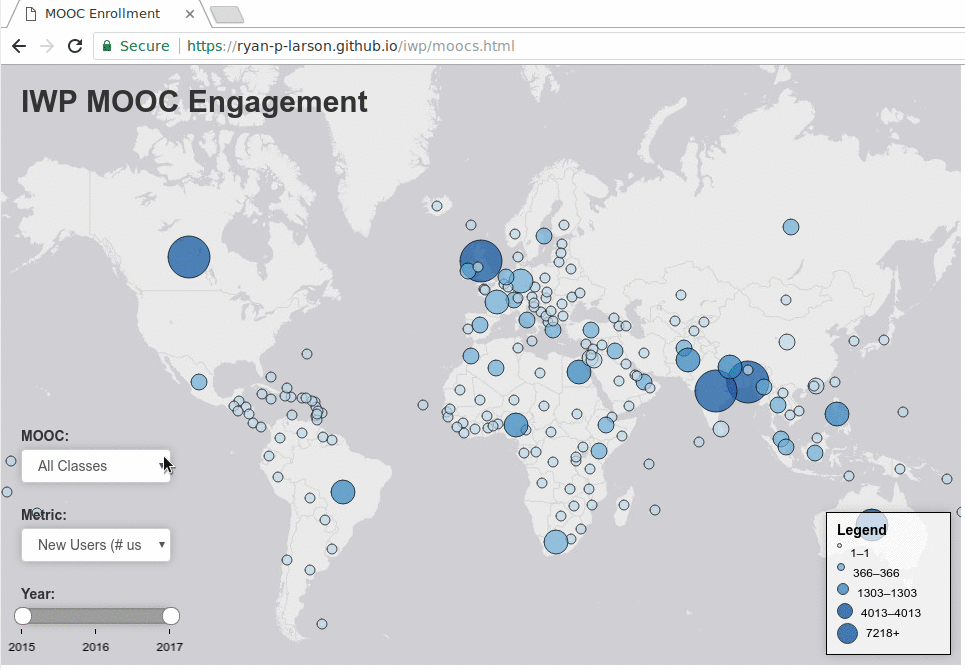 MOOC Enrollment
Secure https://ryan-p-larson.github.io/iwp/moocs.html
IWP MOOC Engagement
MOOC:
All Classes
Metric:
New Users (# us
Year:
2015 2016 2017
Legend
1–1
366–366
1303–1303
4013–4013
7218+